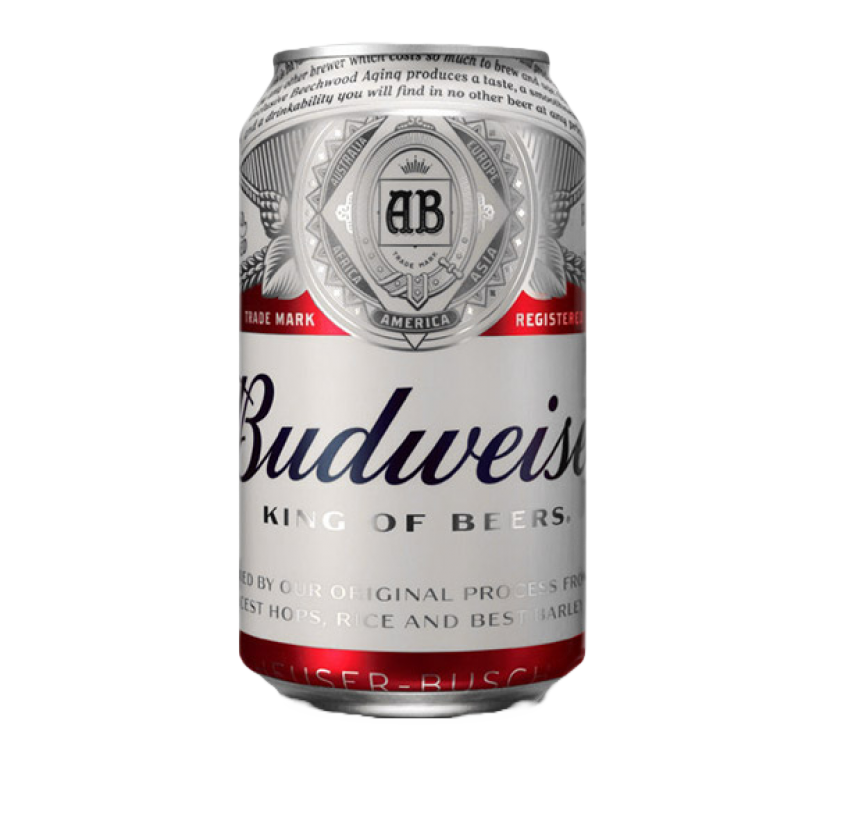 other brewer which costs so much to brew and
Beechwood Aging produces a taste, a
drinkability you will find in no other beer at any
AUSTRALIA
EUROPE
AB
TRADE MARK
AFRICA
ASIA
AMERICA
TRADE MARK
REGISTERED
Budweise
KING OF BEERS.
BY OUR ORIGINAL PROCESS FROM
HOPS, RICE AND BEST BARLEY
EUSER-BUSCH